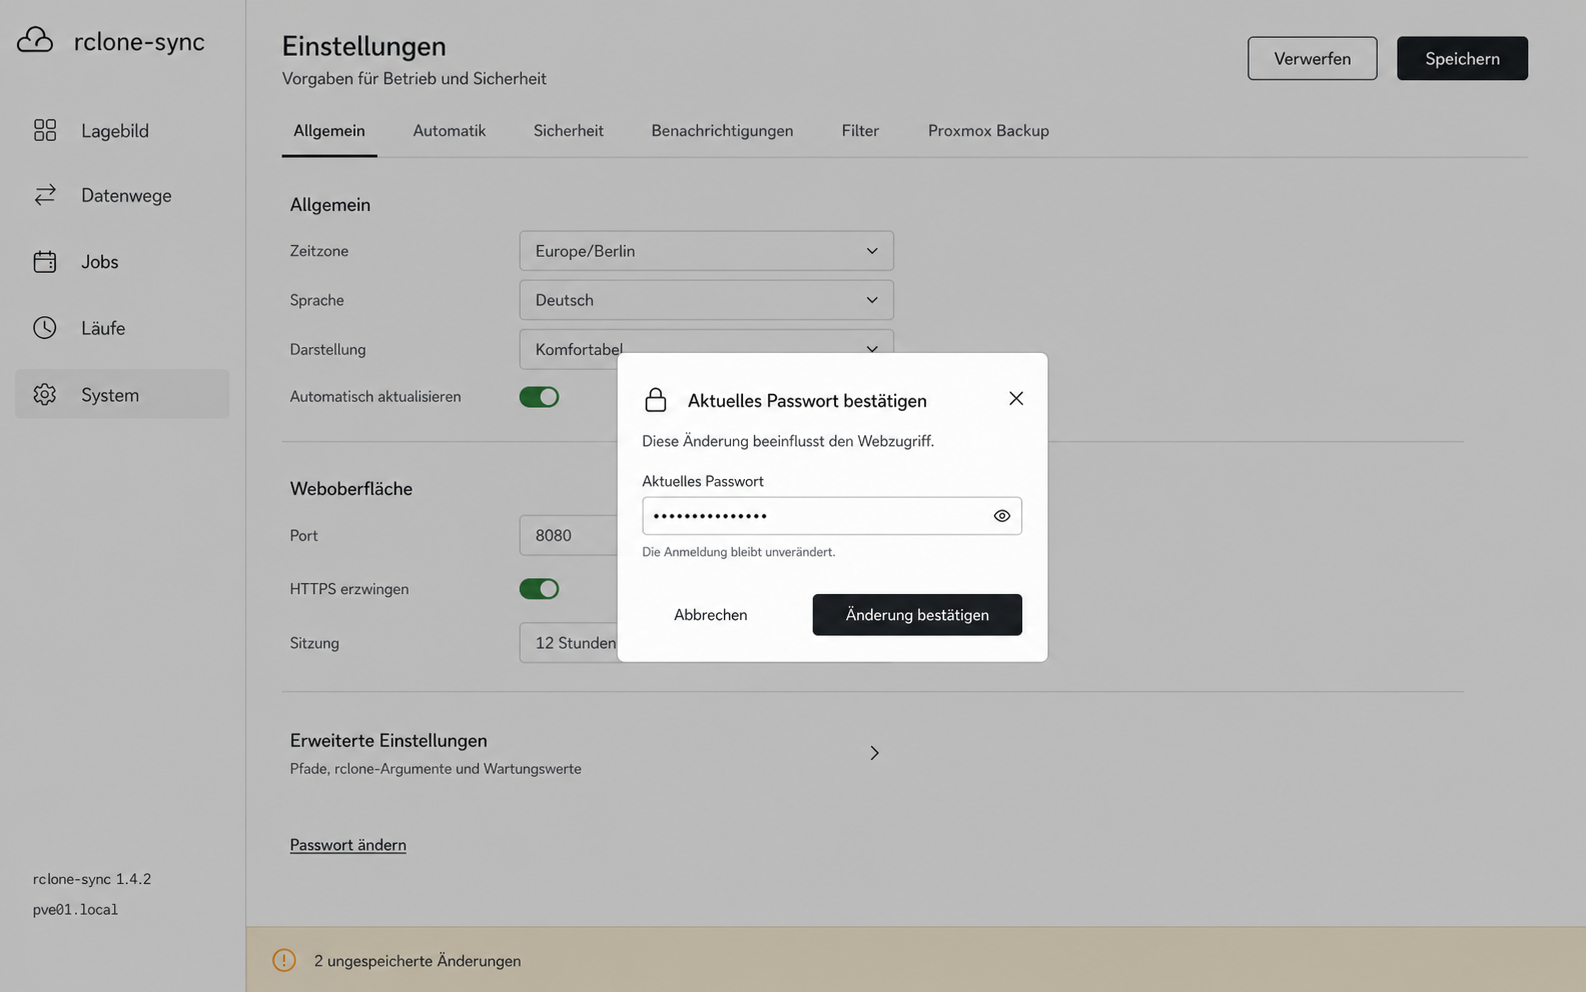 rclone-sync
Lagebild
Datenwege
Jobs
Läufe
System
rclone-sync 1.4.2
pve01.local
Einstellungen
Vorgaben für Betrieb und Sicherheit
Verwerfen
Speichern
Allgemein
Automatik
Sicherheit
Benachrichtigungen
Filter
Proxmox Backup
Allgemein
Zeitzone
Europe/Berlin
Sprache
Deutsch
Darstellung
Komfortabel
Automatisch aktualisieren
Weboberfläche
Port
8080
HTTPS erzwingen
Sitzung
12 Stunden
Erweiterte Einstellungen
Pfade, rclone-Argumente und Wartungswerte
Passwort ändern
2 ungespeicherte Änderungen
Aktuelles Passwort bestätigen
Diese Änderung beeinflusst den Webzugriff.
Aktuelles Passwort
•••••••••••••••
Die Anmeldung bleibt unverändert.
Abbrechen
Änderung bestätigen